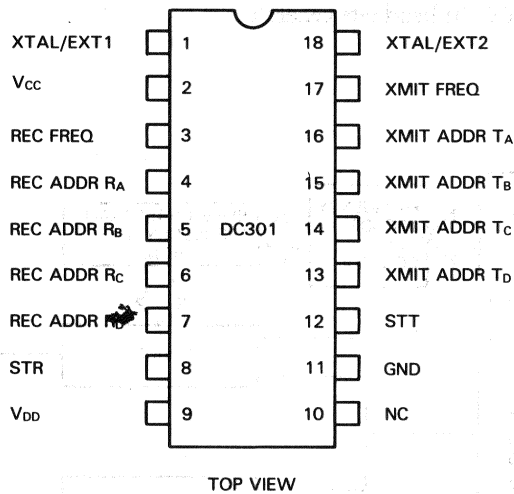 XTAL/EXT1 1 18 XTAL/EXT2
VCC 2 17 XMIT FREQ
REC FREQ 3 16 XMIT ADDR TA
REC ADDR RA 4 15 XMIT ADDR TB
REC ADDR RB 5 DC301 14 XMIT ADDR TC
REC ADDR RC 6 13 XMIT ADDR TD
REC ADDR 7 12 STT
STR 8 11 GND
VDD 9 10 NC
TOP VIEW